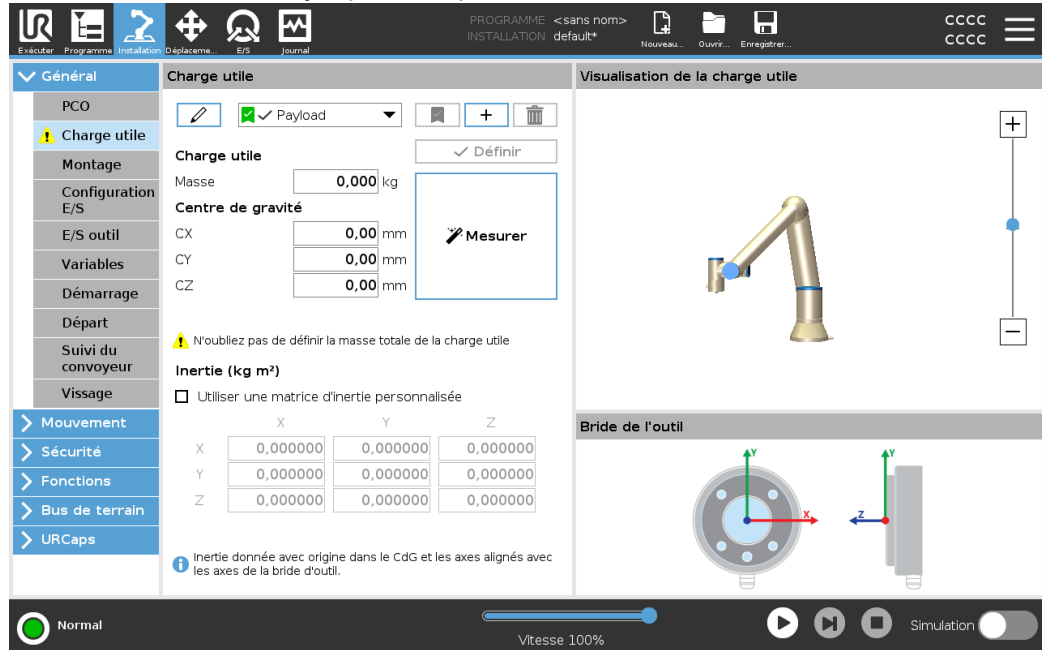 PROGRAMME <sans nom>
INSTALLATION default*
Exécuter
Programme
Installation
Déplaceme...
E/S
Journal
Nouveau...
Ouvrir...
Enregistrer...
CCCC
CCCC
Général
PCO
Charge utile
Montage
Configuration
E/S
E/S outil
Variables
Démarrage
Départ
Suivi du
convoyeur
Vissage
Mouvement
Sécurité
Fonctions
Bus de terrain
URCaps
Charge utile
Payload
+
Charge utile
Définir
Masse 0,000 kg
Centre de gravité
CX 0,00 mm
CY 0,00 mm
CZ 0,00 mm
Mesurer
N'oubliez pas de définir la masse totale de la charge utile
Inertie (kg m²)
Utiliser une matrice d'inertie personnalisée
X Y Z
X 0,000000 0,000000 0,000000
Y 0,000000 0,000000 0,000000
Z 0,000000 0,000000 0,000000
Inertie donnée avec origine dans le CdG et les axes alignés avec
les axes de la bride d'outil.
Visualisation de la charge utile
+
−
Bride de l'outil
Y
X
Y
Z
Normal
Vitesse 100%
Simulation